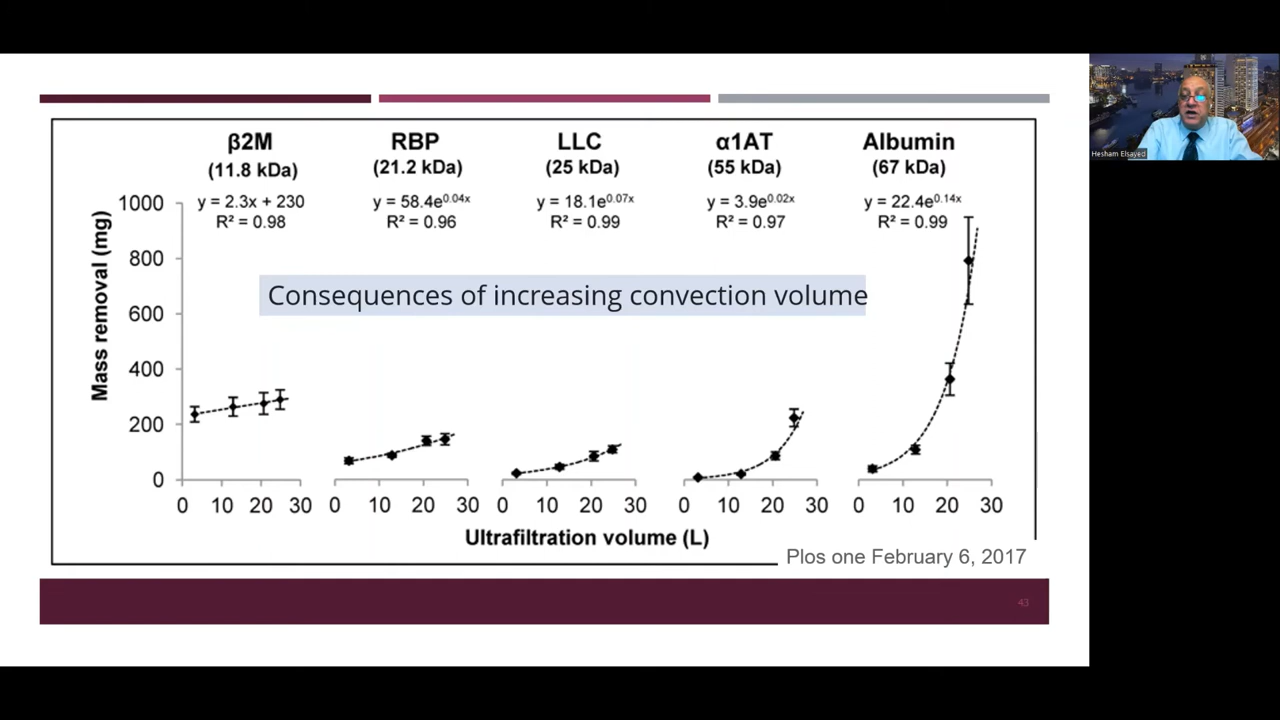 β2M
(11.8 kDa)
y = 2.3x + 230
R² = 0.98
RBP
(21.2 kDa)
y = 58.4e^0.04x
R² = 0.96
LLC
(25 kDa)
y = 18.1e^0.07x
R² = 0.99
α1AT
(55 kDa)
y = 3.9e^0.02x
R² = 0.97
Albumin
(67 kDa)
y = 22.4e^0.14x
R² = 0.99
Mass removal (mg)
1000
800
600
400
200
0
Consequences of increasing convection volume
0 10 20 30
0 10 20 30
0 10 20 30
0 10 20 30
0 10 20 30
Ultrafiltration volume (L)
Plos one February 6, 2017
43
Hesham Elsayed